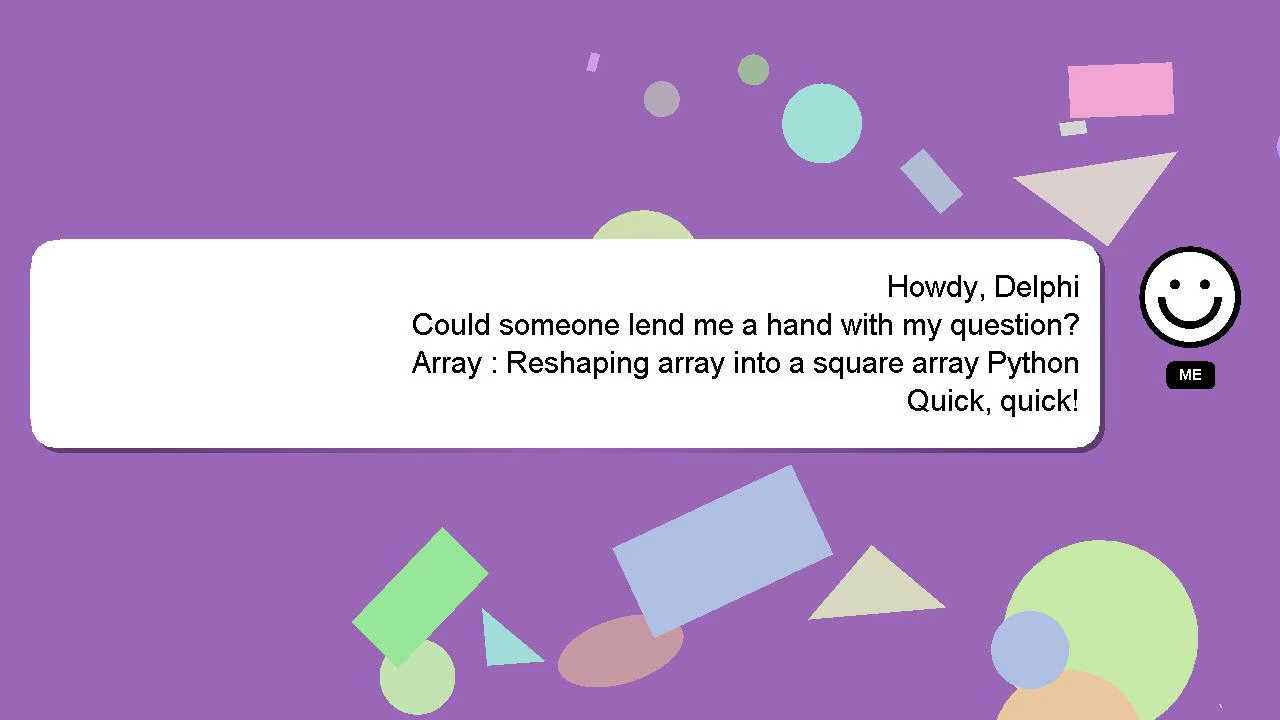 Howdy, Delphi
Could someone lend me a hand with my question?
Array : Reshaping array into a square array Python
Quick, quick!
ME